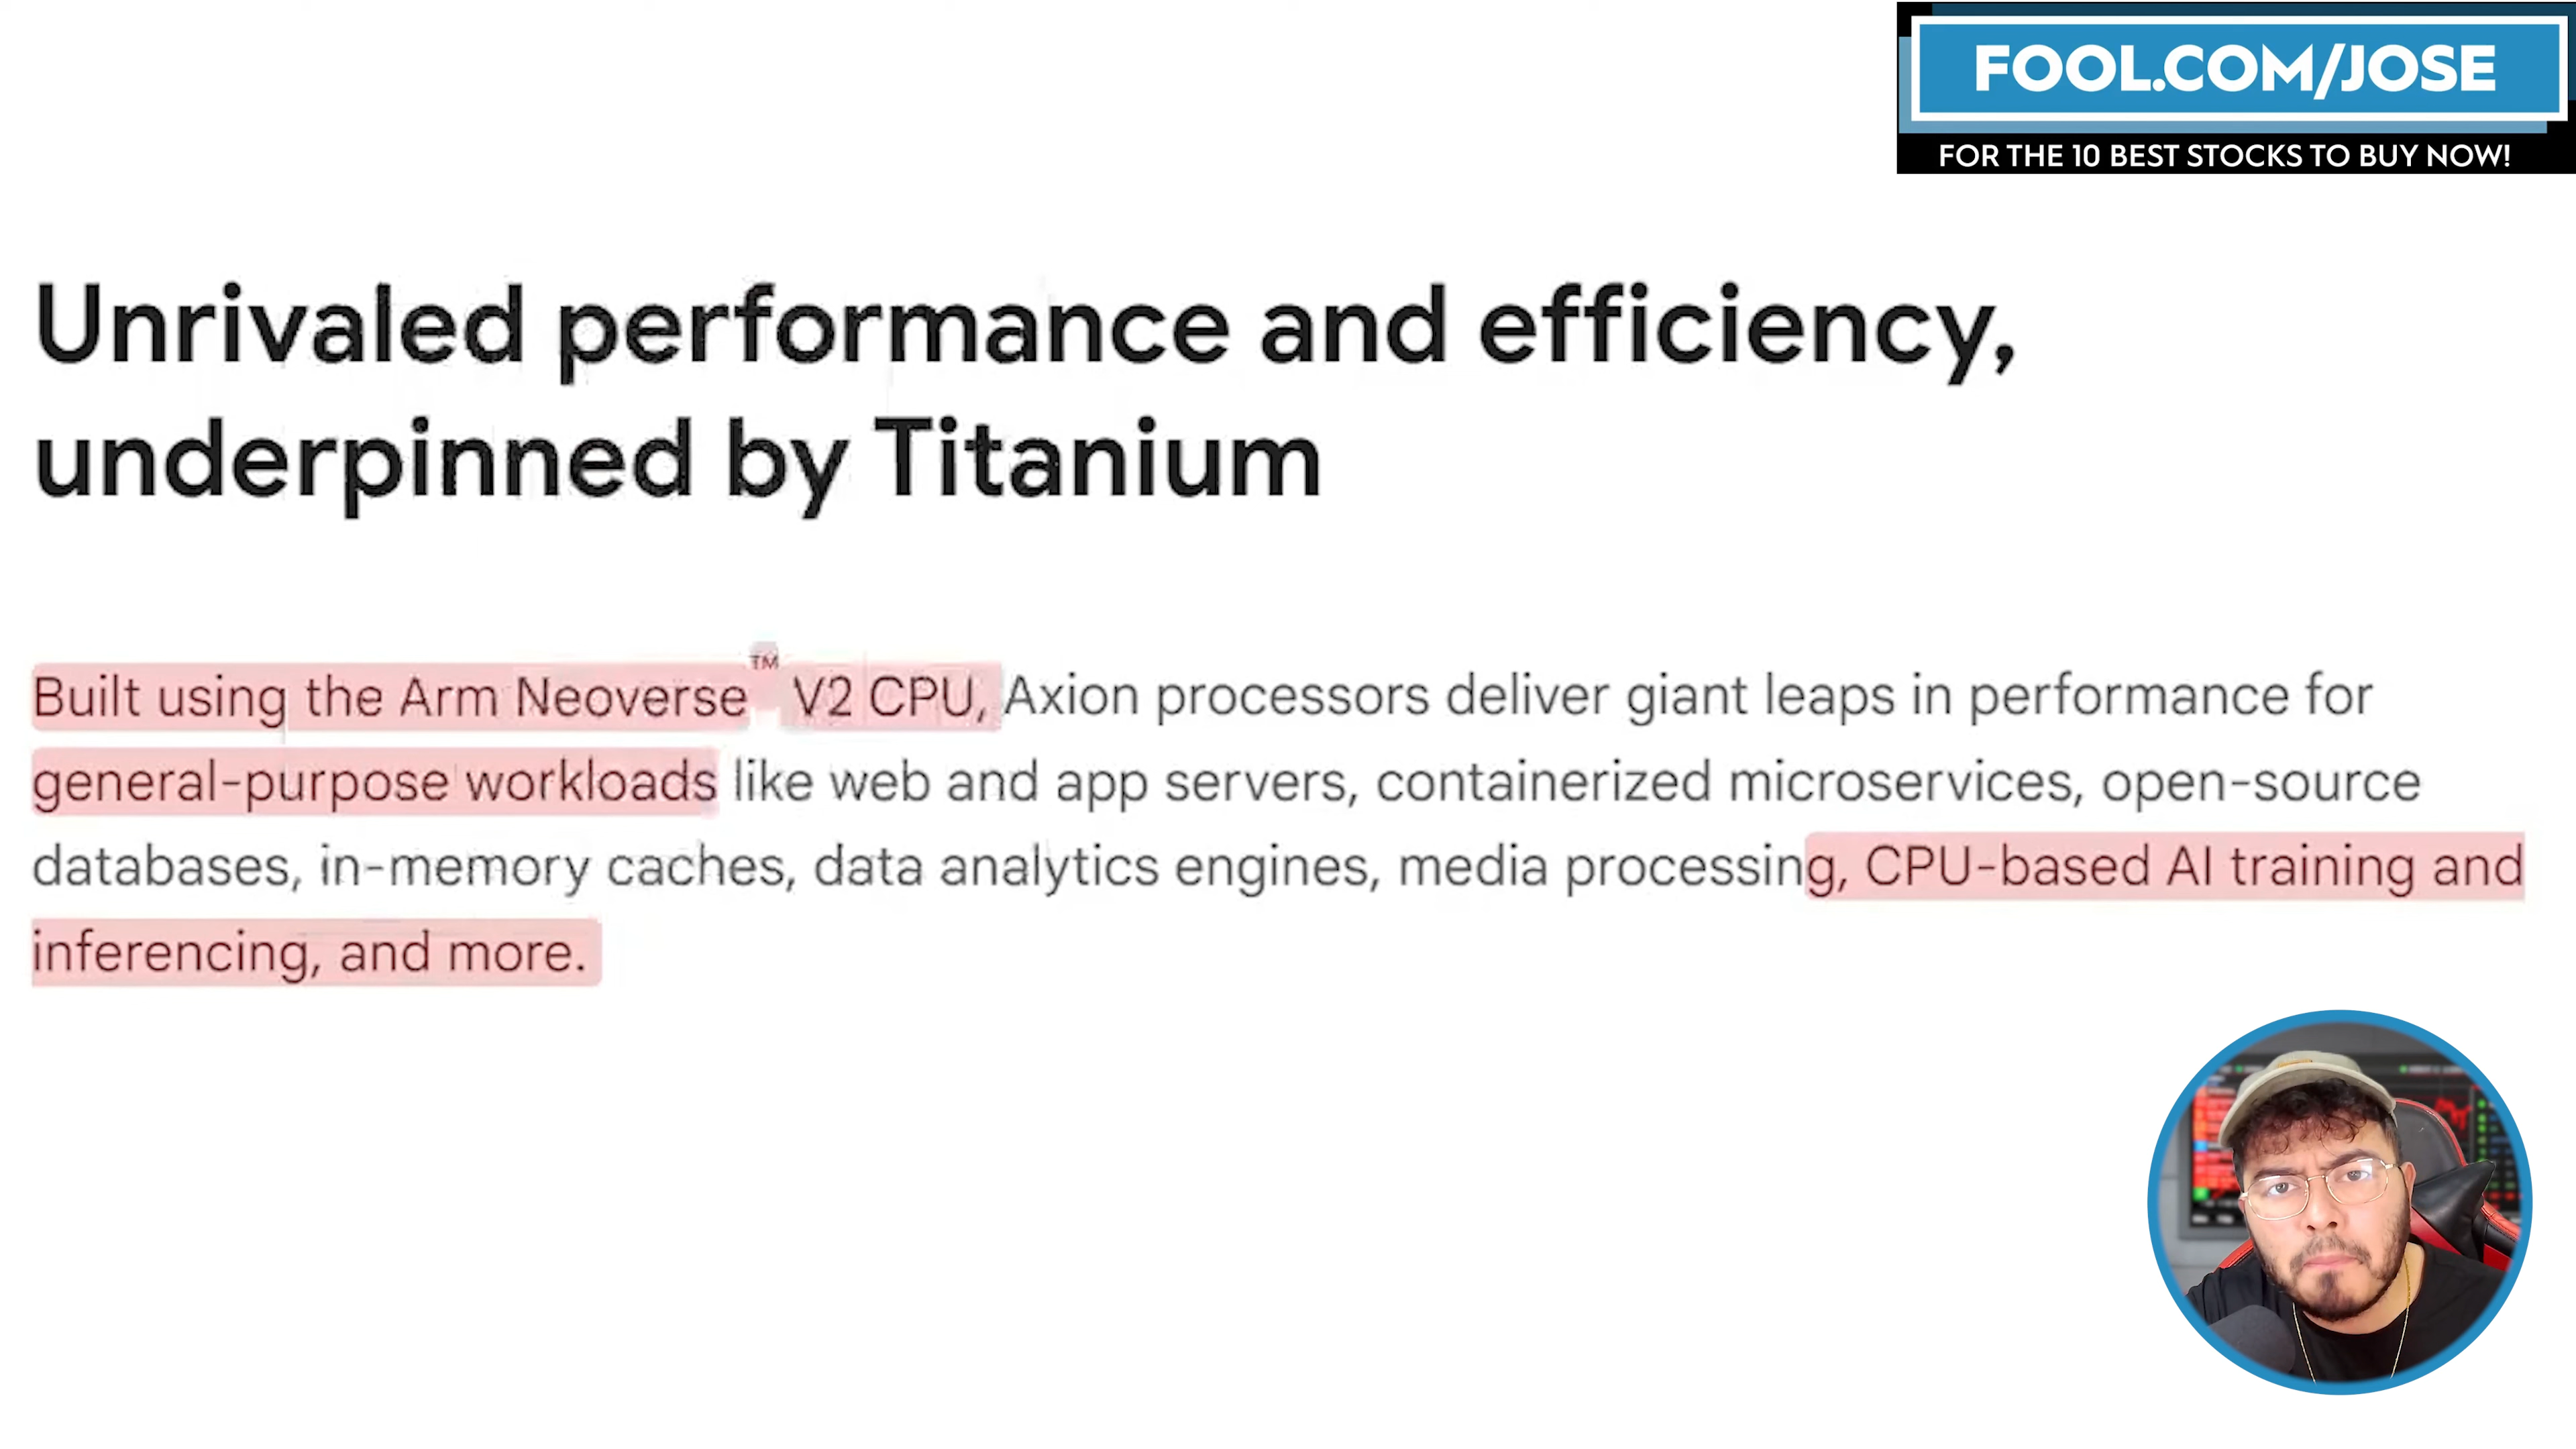 FOOL.COM/JOSE
FOR THE 10 BEST STOCKS TO BUY NOW!
Unrivaled performance and efficiency,
underpinned by Titanium
Built using the Arm Neoverse™ V2 CPU, Axion processors deliver giant leaps in performance for
general-purpose workloads like web and app servers, containerized microservices, open-source
databases, in-memory caches, data analytics engines, media processing, CPU-based AI training and
inferencing, and more.